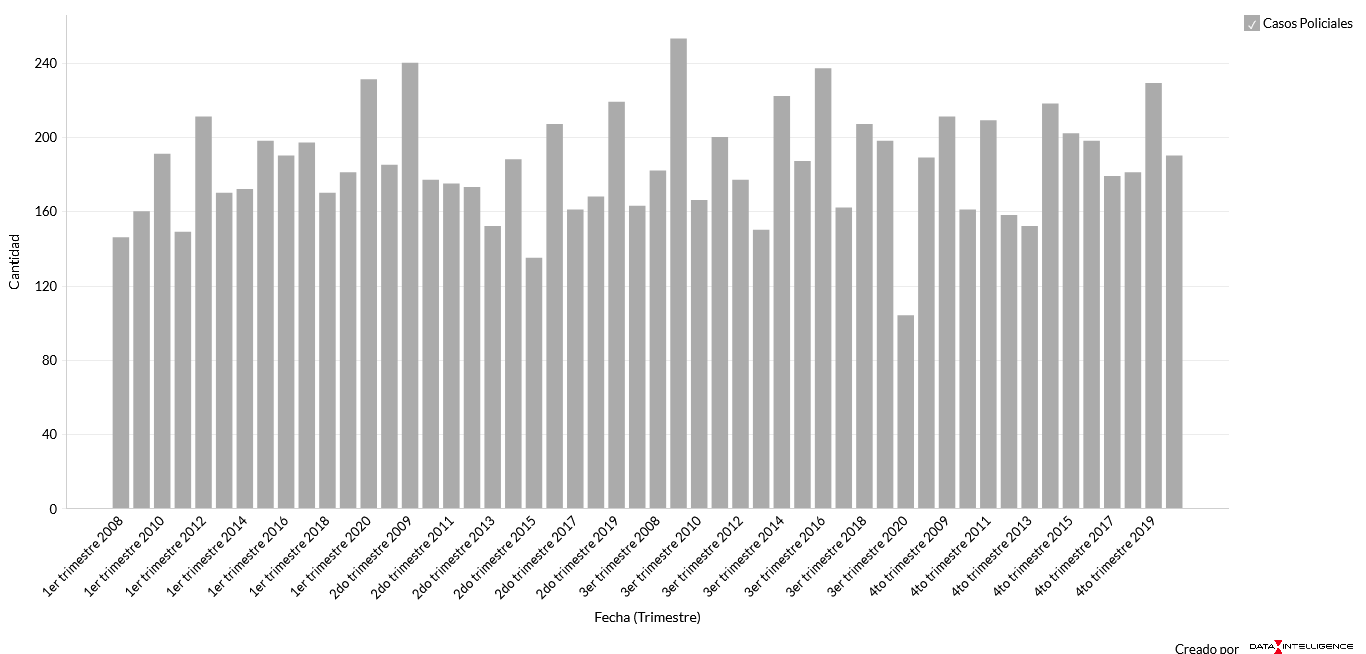 Casos Policiales
240
200
160
120
80
40
0
Cantidad
1er trimestre 2008
1er trimestre 2010
1er trimestre 2012
1er trimestre 2014
1er trimestre 2016
1er trimestre 2018
1er trimestre 2020
2do trimestre 2009
2do trimestre 2011
2do trimestre 2013
2do trimestre 2015
2do trimestre 2017
2do trimestre 2019
3er trimestre 2008
3er trimestre 2010
3er trimestre 2012
3er trimestre 2014
3er trimestre 2016
3er trimestre 2018
3er trimestre 2020
4to trimestre 2009
4to trimestre 2011
4to trimestre 2013
4to trimestre 2015
4to trimestre 2017
4to trimestre 2019
Fecha (Trimestre)
Creado por DATA INTELLIGENCE